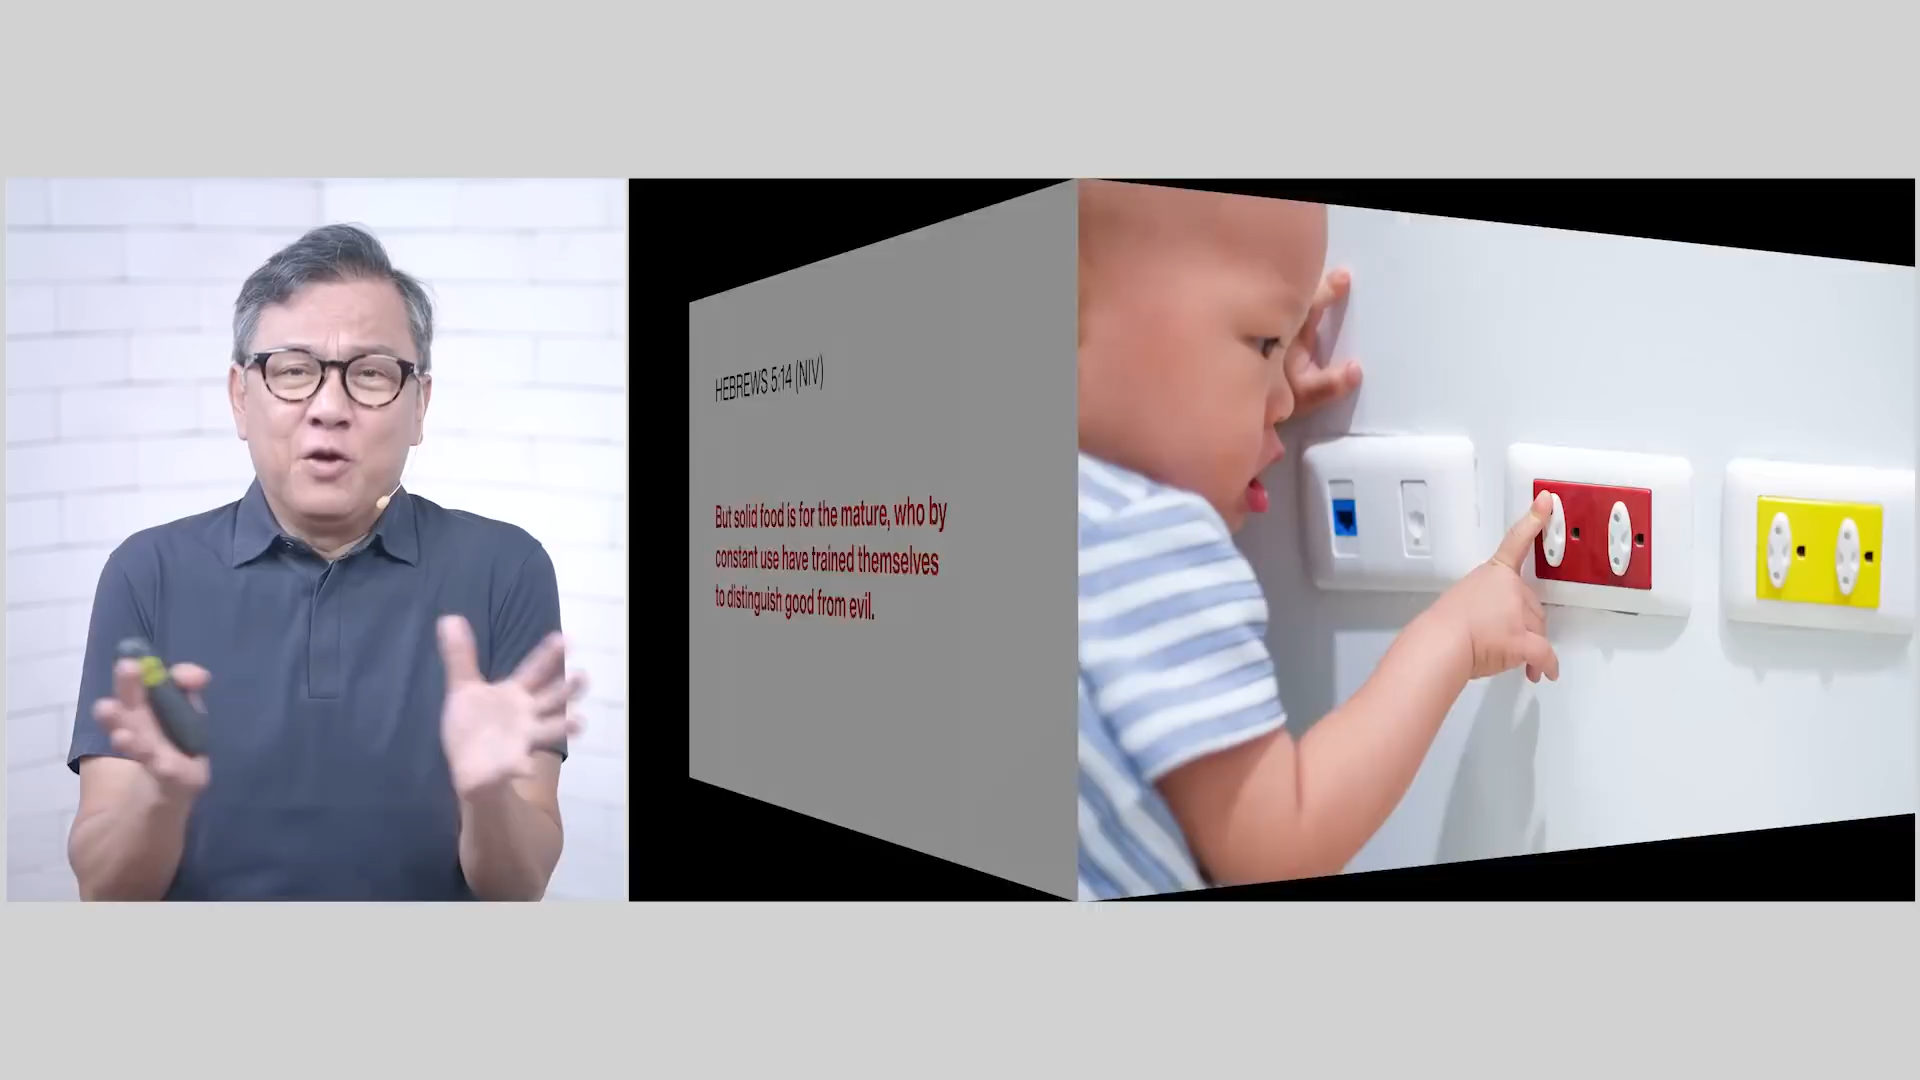 HEBREWS 5:14 (NIV)
But solid food is for the mature, who by
constant use have trained themselves
to distinguish good from evil.